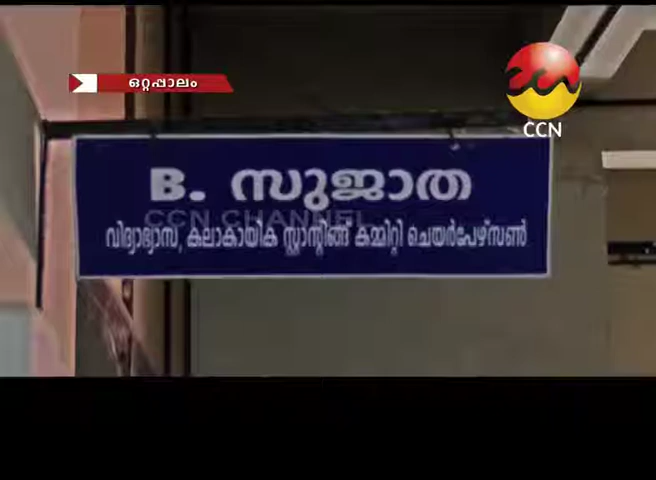 ഒറ്റപ്പാലം
CCN
B. സുജാത
CCN CHANNEL
വിദ്യാഭ്യാസ, കലാകായിക സ്റ്റാന്റിങ്ങ് കമ്മിറ്റി ചെയർപേഴ്സൺ